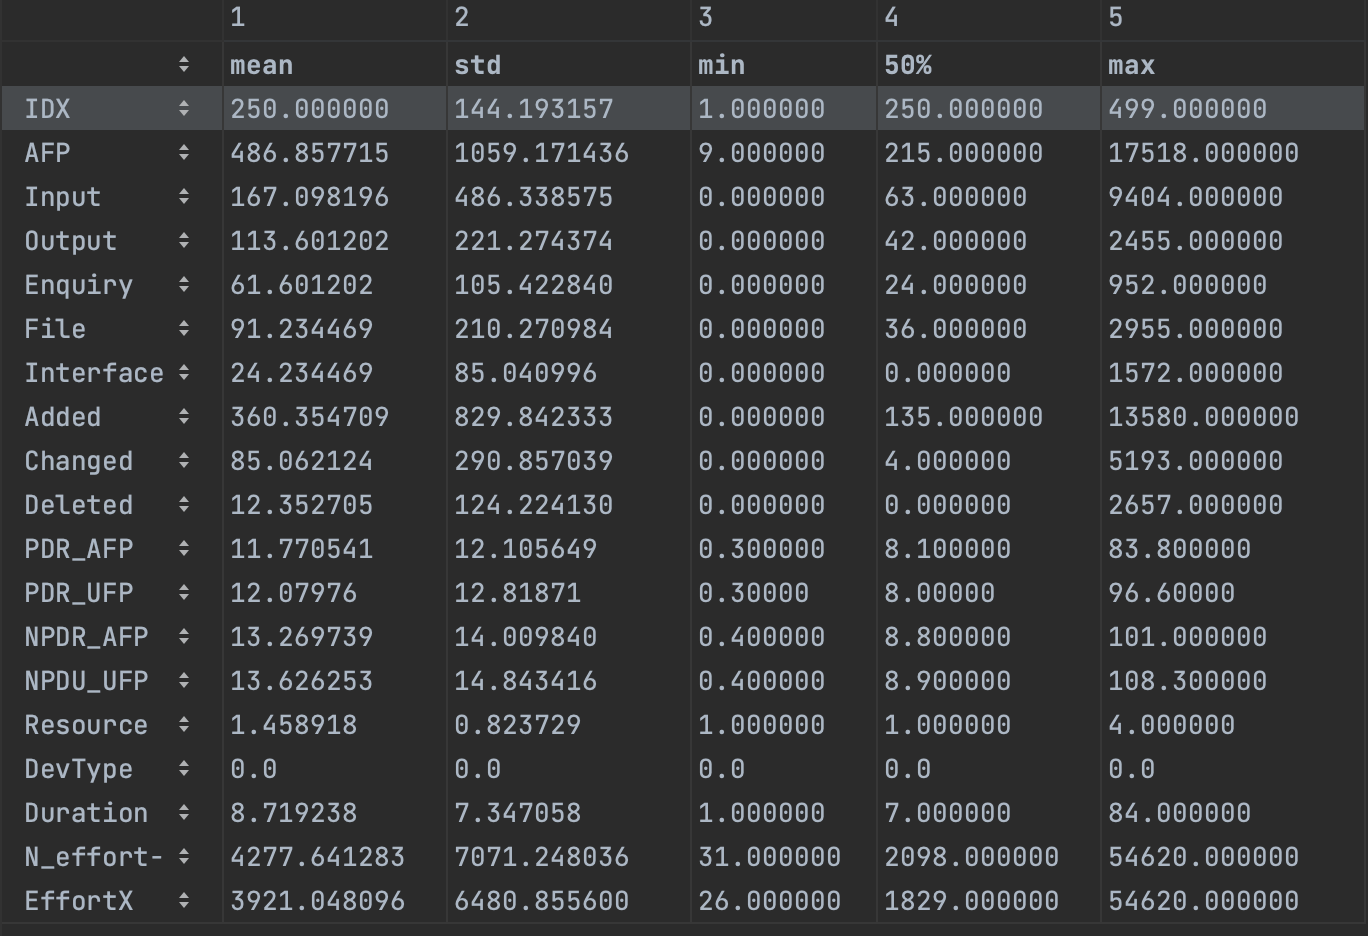 1 2 3 4 5
mean std min 50% max
IDX 250.000000 144.193157 1.000000 250.000000 499.000000
AFP 486.857715 1059.171436 9.000000 215.000000 17518.000000
Input 167.098196 486.338575 0.000000 63.000000 9404.000000
Output 113.601202 221.274374 0.000000 42.000000 2455.000000
Enquiry 61.601202 105.422840 0.000000 24.000000 952.000000
File 91.234469 210.270984 0.000000 36.000000 2955.000000
Interface 24.234469 85.040996 0.000000 0.000000 1572.000000
Added 360.354709 829.842333 0.000000 135.000000 13580.000000
Changed 85.062124 290.857039 0.000000 4.000000 5193.000000
Deleted 12.352705 124.224130 0.000000 0.000000 2657.000000
PDR_AFP 11.770541 12.105649 0.300000 8.100000 83.800000
PDR_UFP 12.07976 12.81871 0.30000 8.00000 96.60000
NPDR_AFP 13.269739 14.009840 0.400000 8.800000 101.000000
NPDU_UFP 13.626253 14.843416 0.400000 8.900000 108.300000
Resource 1.458918 0.823729 1.000000 1.000000 4.000000
DevType 0.0 0.0 0.0 0.0 0.0
Duration 8.719238 7.347058 1.000000 7.000000 84.000000
N_effort- 4277.641283 7071.248036 31.000000 2098.000000 54620.000000
EffortX 3921.048096 6480.855600 26.000000 1829.000000 54620.000000